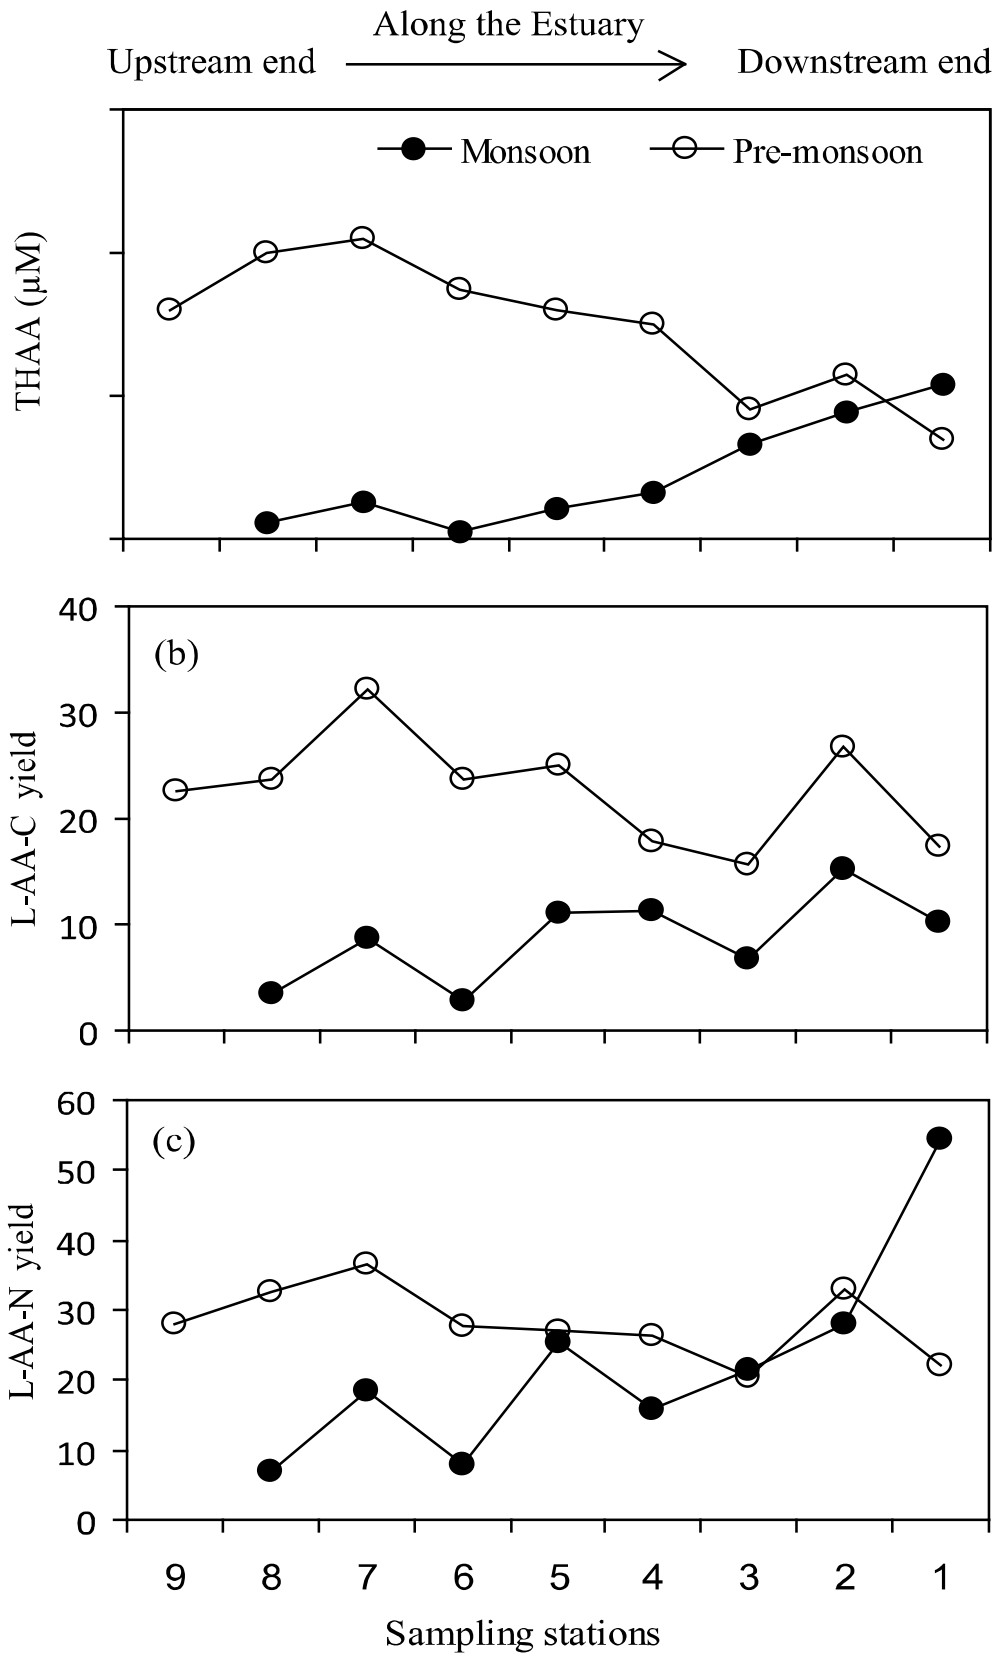 Along the Estuary
Upstream end Downstream end
Monsoon Pre-monsoon
THAA (µM)
(b)
40
30
20
10
0
L-AA-C yield
(c)
60
50
40
30
20
10
0
L-AA-N yield
9 8 7 6 5 4 3 2 1
Sampling stations